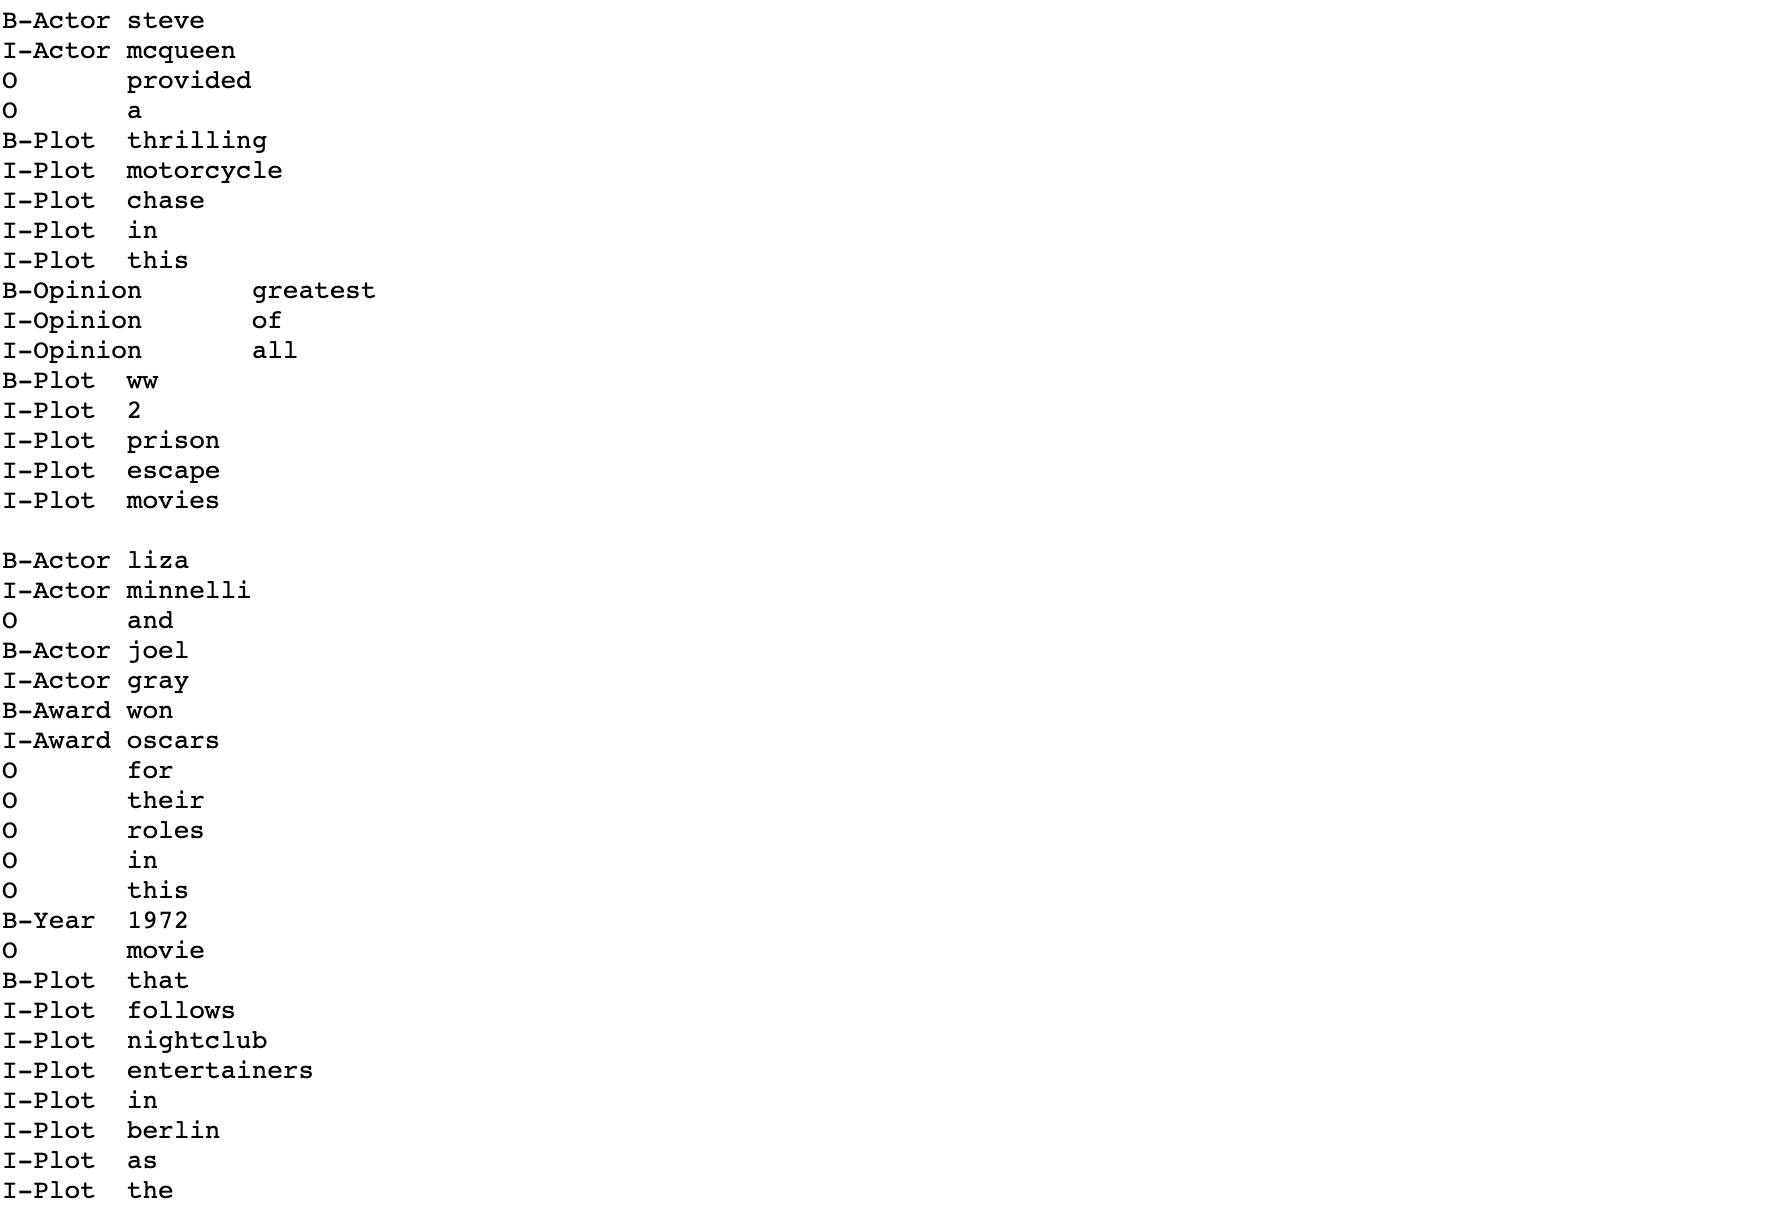 B-Actor steve
I-Actor mcqueen
O       provided
O       a
B-Plot  thrilling
I-Plot  motorcycle
I-Plot  chase
I-Plot  in
I-Plot  this
B-Opinion       greatest
I-Opinion       of
I-Opinion       all
B-Plot  ww
I-Plot  2
I-Plot  prison
I-Plot  escape
I-Plot  movies

B-Actor liza
I-Actor minnelli
O       and
B-Actor joel
I-Actor gray
B-Award won
I-Award oscars
O       for
O       their
O       roles
O       in
O       this
B-Year  1972
O       movie
B-Plot  that
I-Plot  follows
I-Plot  nightclub
I-Plot  entertainers
I-Plot  in
I-Plot  berlin
I-Plot  as
I-Plot  the